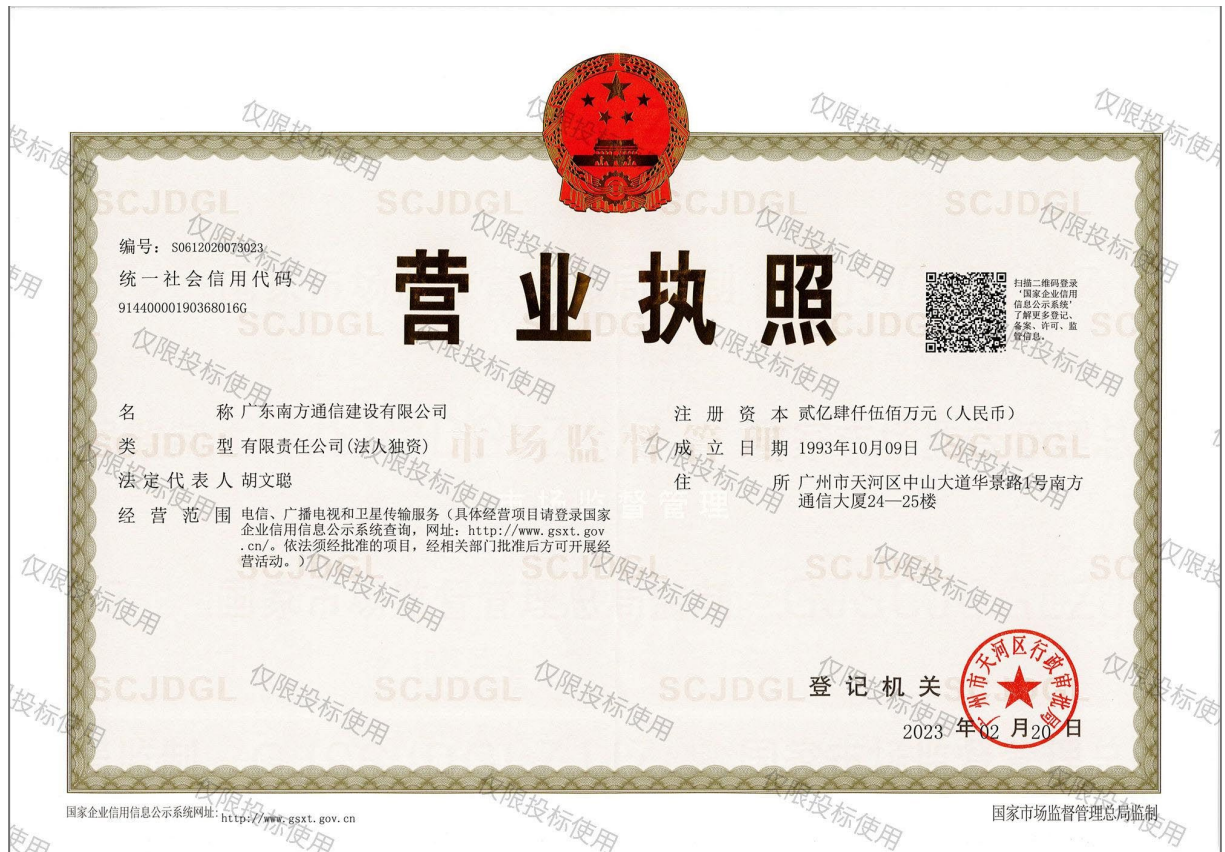 编号: S0612020073023
统一社会信用代码
91440000190368016G
营业执照
扫描二维码登录
‘国家企业信用
信息公示系统’
了解更多登记、
备案、许可、监
管信息。
名称 广东南方通信建设有限公司
类型 有限责任公司(法人独资)
法定代表人 胡文聪
经营范围 电信、广播电视和卫星传输服务(具体经营项目请登录国家
企业信用信息公示系统查询,网址:http://www.gsxt.gov
.cn/。依法须经批准的项目,经相关部门批准后方可开展经
营活动。)
注册资本 贰亿肆仟伍佰万元(人民币)
成立日期 1993年10月09日
住所 广州市天河区中山大道华景路1号南方
通信大厦24—25楼
登记机关
广州市天河区行政审批局
2023 年02 月20 日
国家企业信用信息公示系统网址:http://www.gsxt.gov.cn
国家市场监督管理总局监制
仅限投标使用
SCJDGL
市场监督管理